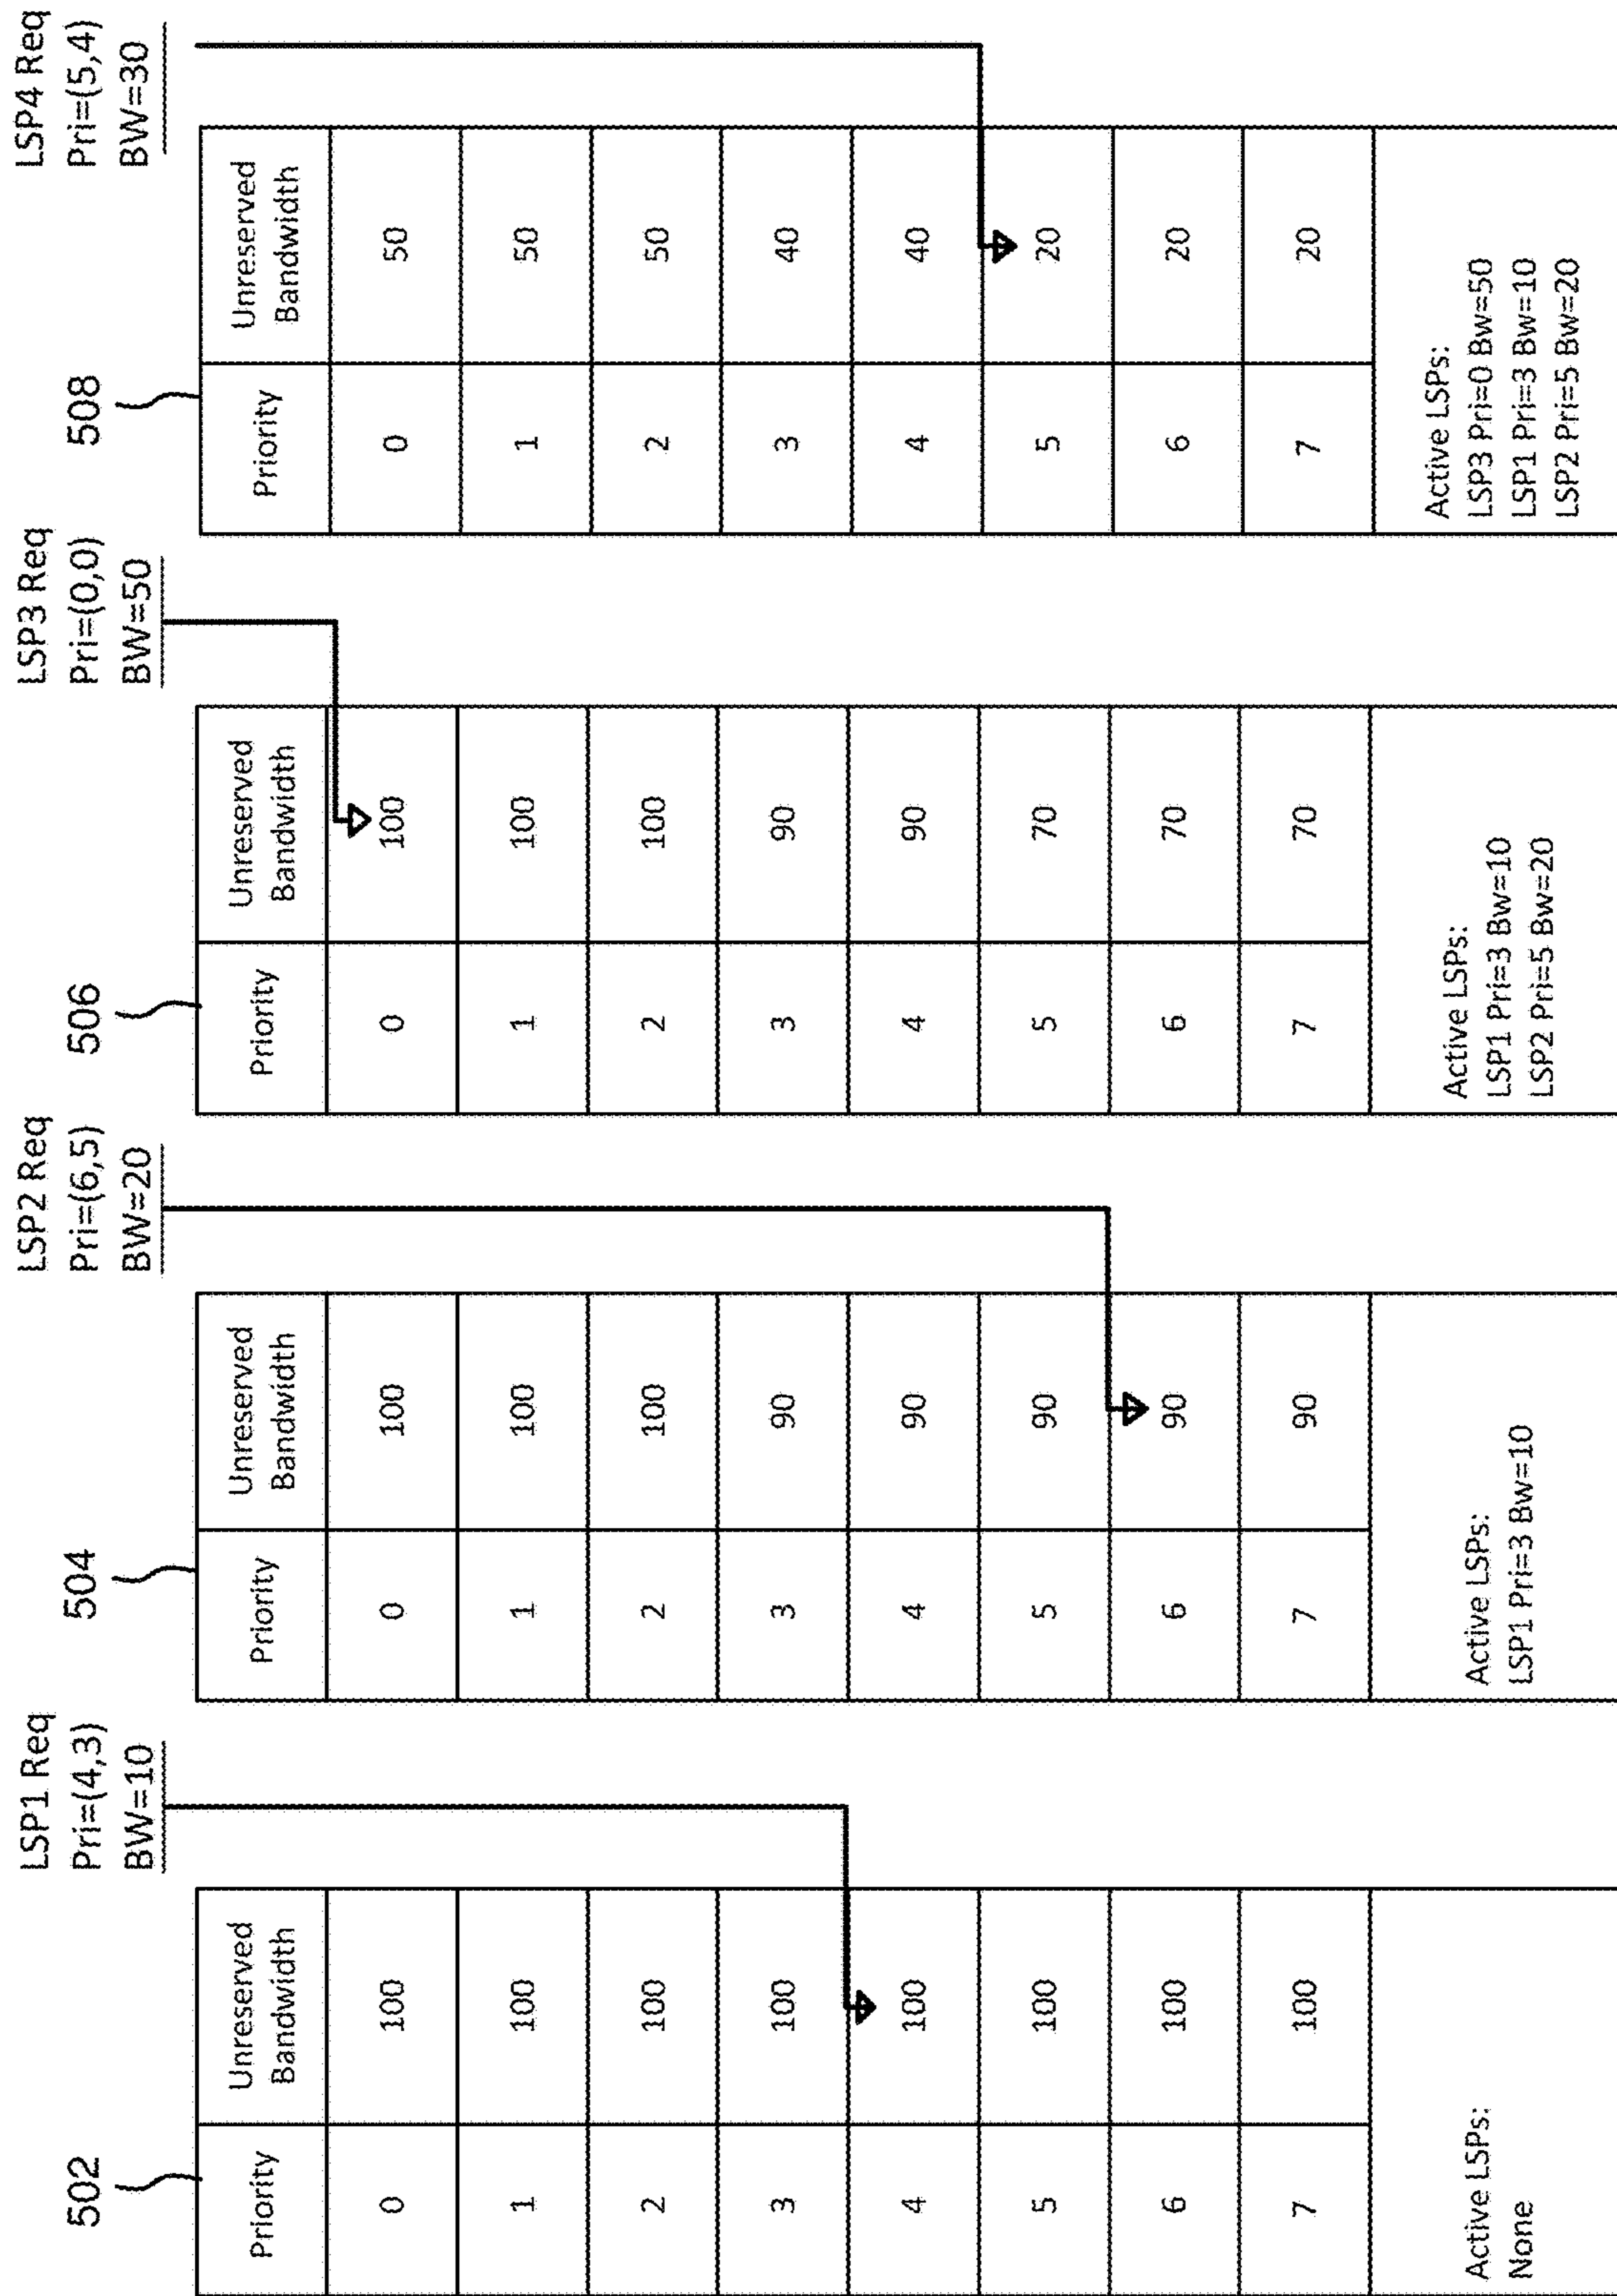 LSP1 Req
Pri=(4,3)
BW=10
502
Priority Unreserved Bandwidth
0 100
1 100
2 100
3 100
4 100
5 100
6 100
7 100
Active LSPs:
None
LSP2 Req
Pri=(6,5)
BW=20
504
Priority Unreserved Bandwidth
0 100
1 100
2 100
3 90
4 90
5 90
6 90
7 90
Active LSPs:
LSP1 Pri=3 Bw=10
LSP3 Req
Pri=(0,0)
BW=50
506
Priority Unreserved Bandwidth
0 100
1 100
2 100
3 90
4 90
5 70
6 70
7 70
Active LSPs:
LSP1 Pri=3 Bw=10
LSP2 Pri=5 Bw=20
LSP4 Req
Pri=(5,4)
BW=30
508
Priority Unreserved Bandwidth
0 50
1 50
2 50
3 40
4 40
5 20
6 20
7 20
Active LSPs:
LSP3 Pri=0 Bw=50
LSP1 Pri=3 Bw=10
LSP2 Pri=5 Bw=20